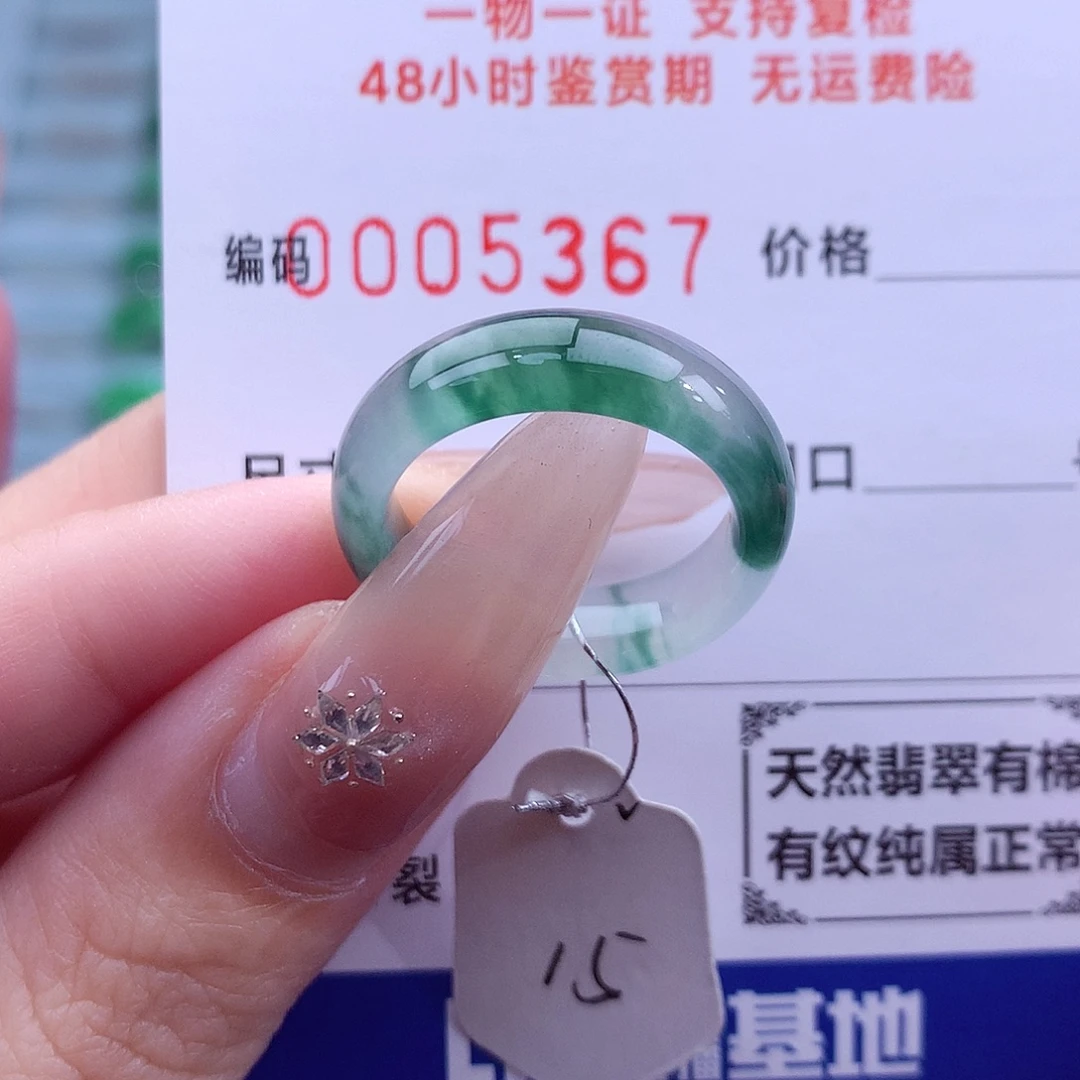 一物一证 支持复检
48小时鉴赏期 无运费险
编码 0005367 价格
尺寸 口
天然翡翠有棉
有纹纯属正常
裂
15
基地